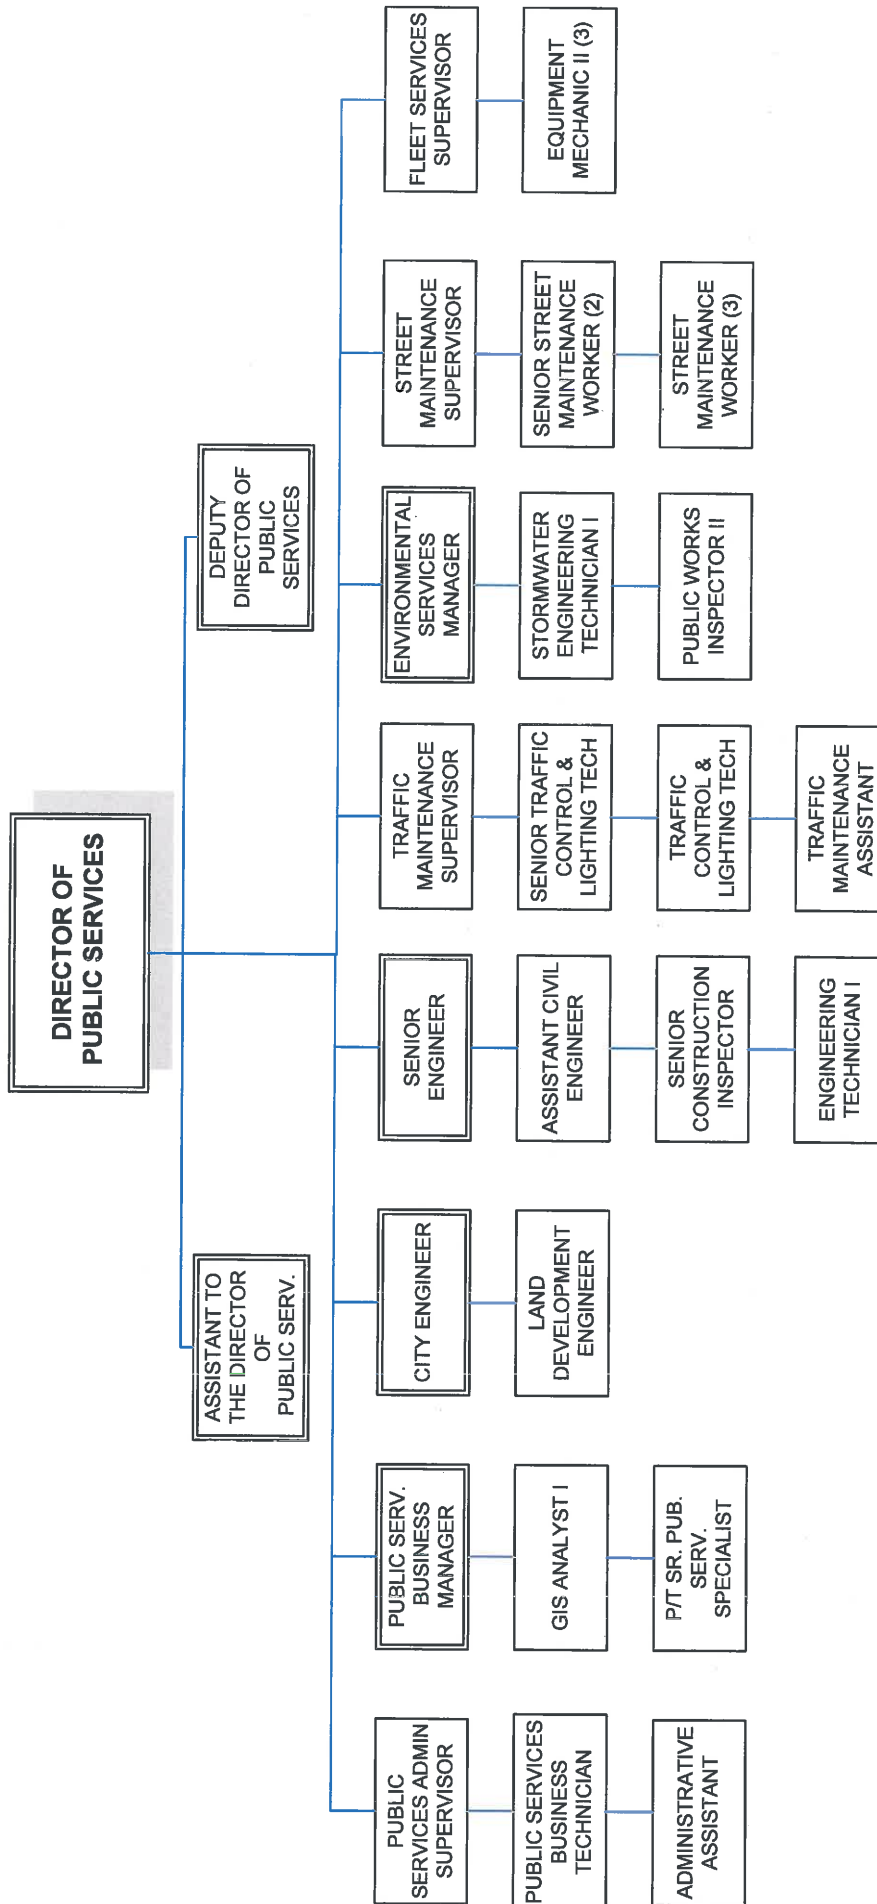 DIRECTOR OF
PUBLIC SERVICES
ASSISTANT TO
THE DIRECTOR
OF
PUBLIC SERV.
DEPUTY
DIRECTOR OF
PUBLIC
SERVICES
PUBLIC
SERVICES ADMIN
SUPERVISOR
PUBLIC SERVICES
BUSINESS
TECHNICIAN
ADMINISTRATIVE
ASSISTANT
PUBLIC SERV.
BUSINESS
MANAGER
GIS ANALYST I
P/T SR. PUB.
SERV.
SPECIALIST
CITY ENGINEER
LAND
DEVELOPMENT
ENGINEER
SENIOR
ENGINEER
ASSISTANT CIVIL
ENGINEER
SENIOR
CONSTRUCTION
INSPECTOR
ENGINEERING
TECHNICIAN I
TRAFFIC
MAINTENANCE
SUPERVISOR
SENIOR TRAFFIC
CONTROL &
LIGHTING TECH
TRAFFIC
CONTROL &
LIGHTING TECH
TRAFFIC
MAINTENANCE
ASSISTANT
ENVIRONMENTAL
SERVICES
MANAGER
STORMWATER
ENGINEERING
TECHNICIAN I
PUBLIC WORKS
INSPECTOR II
STREET
MAINTENANCE
SUPERVISOR
SENIOR STREET
MAINTENANCE
WORKER (2)
STREET
MAINTENANCE
WORKER (3)
FLEET SERVICES
SUPERVISOR
EQUIPMENT
MECHANIC II (3)